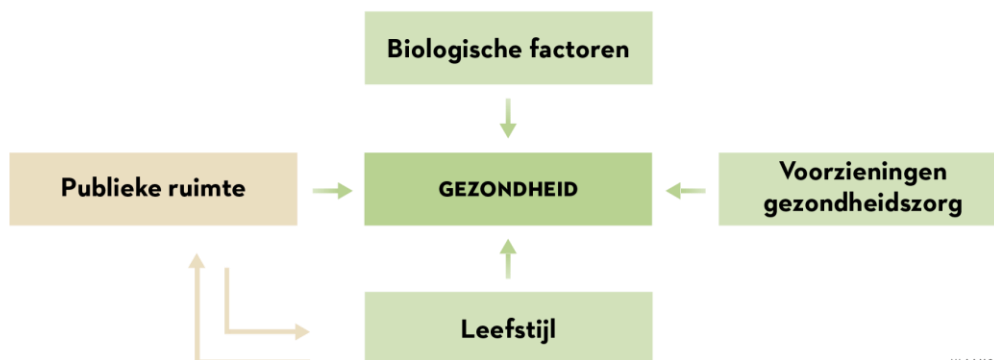 Biologische factoren
Publieke ruimte
GEZONDHEID
Voorzieningen
gezondheidszorg
Leefstijl